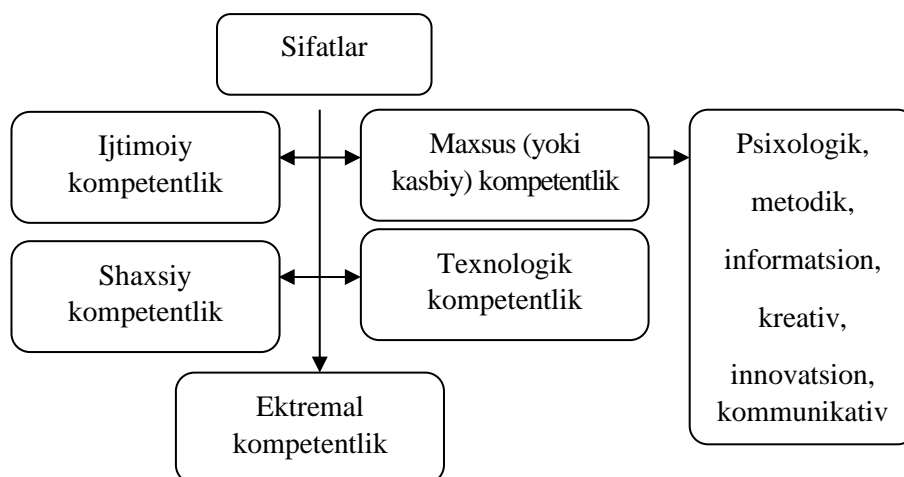 Sifatlar
Ijtimoiy
kompetentlik
Maxsus (yoki
kasbiy) kompetentlik
Shaxsiy
kompetentlik
Texnologik
kompetentlik
Ektremal
kompetentlik
Psixologik,
metodik,
informatsion,
kreativ,
innovatsion,
kommunikativ